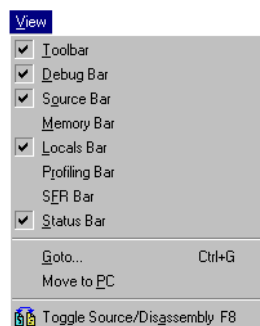 View
Toolbar
Debug Bar
Source Bar
Memory Bar
Locals Bar
Profiling Bar
SFR Bar
Status Bar
Goto... Ctrl+G
Move to PC
Toggle Source/Disassembly F8